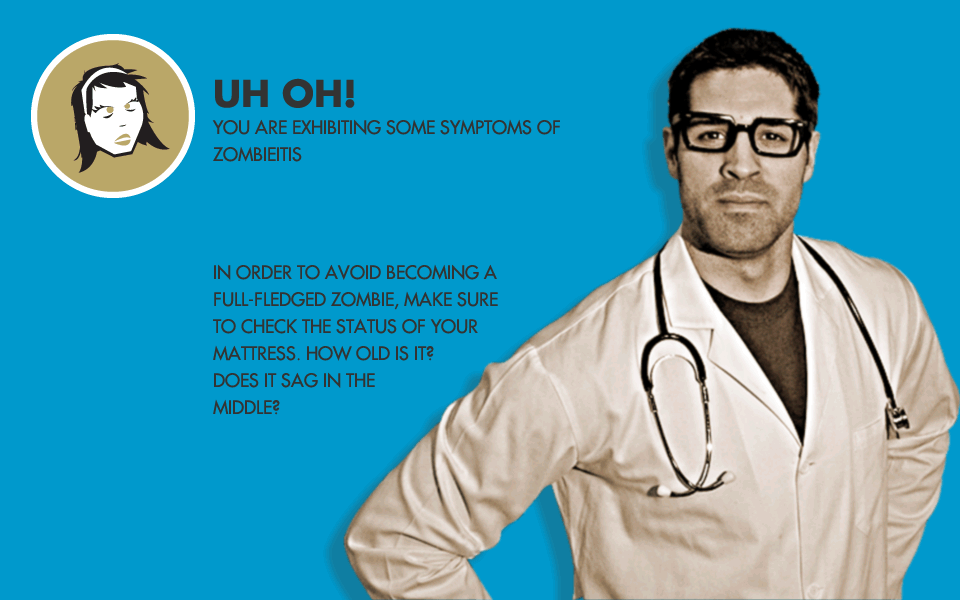 UH OH!
YOU ARE EXHIBITING SOME SYMPTOMS OF
ZOMBIEITIS
IN ORDER TO AVOID BECOMING A
FULL-FLEDGED ZOMBIE, MAKE SURE
TO CHECK THE STATUS OF YOUR
MATTRESS. HOW OLD IS IT?
DOES IT SAG IN THE
MIDDLE?